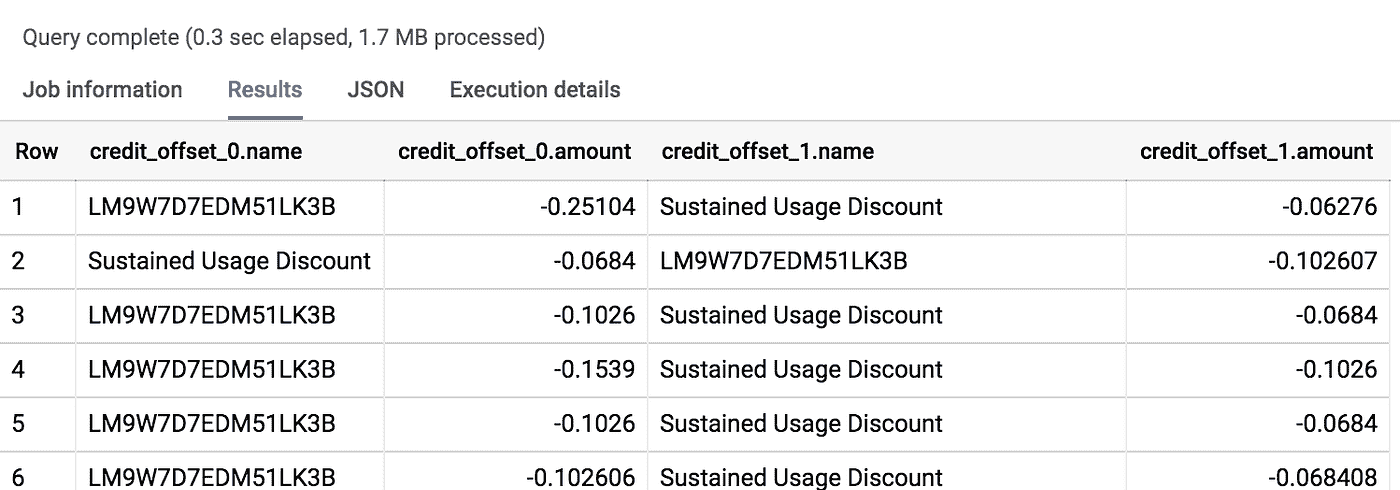 Query complete (0.3 sec elapsed, 1.7 MB processed)
Job information Results JSON Execution details
Row credit_offset_0.name credit_offset_0.amount credit_offset_1.name credit_offset_1.amount
1 LM9W7D7EDM51LK3B -0.25104 Sustained Usage Discount -0.06276
2 Sustained Usage Discount -0.0684 LM9W7D7EDM51LK3B -0.102607
3 LM9W7D7EDM51LK3B -0.1026 Sustained Usage Discount -0.0684
4 LM9W7D7EDM51LK3B -0.1539 Sustained Usage Discount -0.1026
5 LM9W7D7EDM51LK3B -0.1026 Sustained Usage Discount -0.0684
6 LM9W7D7EDM51LK3B -0.102606 Sustained Usage Discount -0.068408